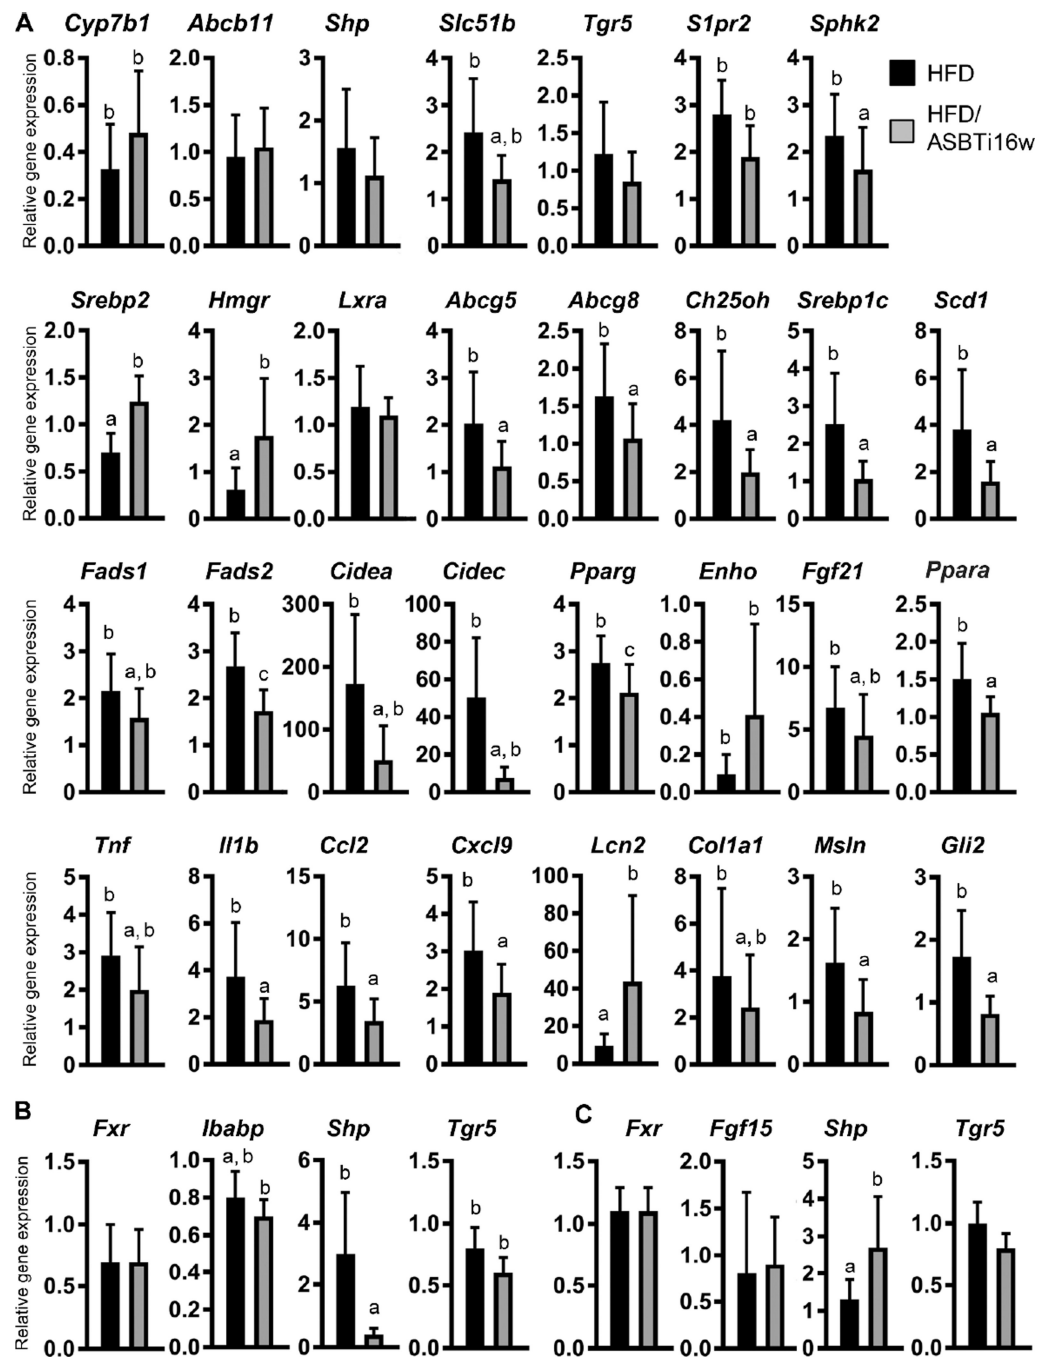 A Cyp7b1 Abcb11 Shp Slc51b Tgr5 S1pr2 Sphk2
Relative gene expression
0.8 0.6 0.4 0.2 0.0 b b
2.0 1.5 1.0 0.5 0.0
3 2 1 0
4 3 2 1 0 b a, b
2.5 2.0 1.5 1.0 0.5 0.0
4 3 2 1 0 b b
4 3 2 1 0 b a
HFD
HFD/
ASBTi16w
Srebp2 Hmgr Lxra Abcg5 Abcg8 Ch25oh Srebp1c Scd1
Relative gene expression
2.0 1.5 1.0 0.5 0.0 a b
4 3 2 1 0 a b
2.0 1.5 1.0 0.5 0.0
4 3 2 1 0 b a
2.5 2.0 1.5 1.0 0.5 0.0 b a
8 6 4 2 0 b a
5 4 3 2 1 0 b a
8 6 4 2 0 b a
Fads1 Fads2 Cidea Cidec Pparg Enho Fgf21 Ppara
Relative gene expression
4 3 2 1 0 b a, b
4 3 2 1 0 b c
300 200 100 0 b a, b
100 80 60 40 20 0 b a, b
4 3 2 1 0 b c
1.0 0.8 0.6 0.4 0.2 0.0 b b
15 10 5 0 b a, b
2.5 2.0 1.5 1.0 0.5 0.0 b a
Tnf Il1b Ccl2 Cxcl9 Lcn2 Col1a1 Msln Gli2
Relative gene expression
5 4 3 2 1 0 b a, b
8 6 4 2 0 b a
15 10 5 0 b a
5 4 3 2 1 0 b a
100 80 60 40 20 0 a b
8 6 4 2 0 b a, b
3 2 1 0 b a
3 2 1 0 b a
B Fxr Ibabp Shp Tgr5
Relative gene expression
1.5 1.0 0.5 0.0
1.0 0.8 0.6 0.4 0.2 0.0 a, b b
6 4 2 0 b a
1.5 1.0 0.5 0.0 b b
C Fxr Fgf15 Shp Tgr5
1.5 1.0 0.5 0.0
2.0 1.5 1.0 0.5 0.0
5 4 3 2 1 0 a b
1.5 1.0 0.5 0.0